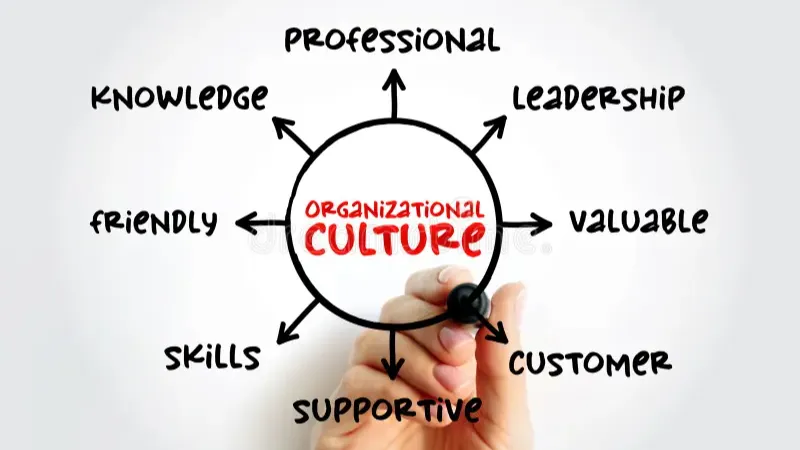 PROFESSIONAL
KNOWLEDGE
LEADERSHIP
ORGANIZATIONAL
CULTURE
FRIENDLY
VALUABLE
SKILLS
CUSTOMER
SUPPORTIVE